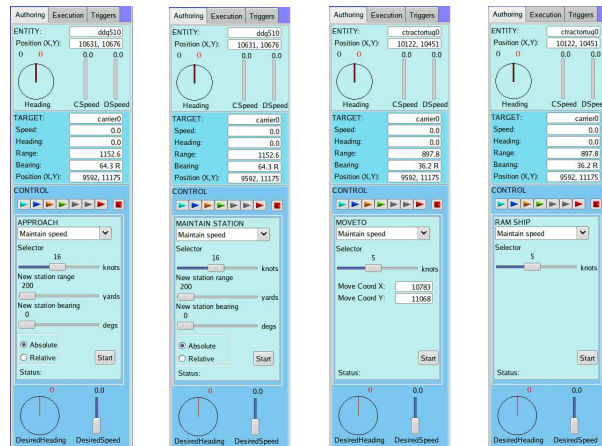 Authoring Execution Triggers
ENTITY: ddg510
Position (X,Y): 10631, 10676
0 0 0.0 0.0
Heading CSpeed DSpeed
TARGET: carrier0
Speed: 0.0
Heading: 0.0
Range: 1152.6
Bearing: 64.3 R
Position (X,Y): 9592, 11175
CONTROL
APPROACH
Maintain speed
Selector
16
knots
New station range
200
yards
New station bearing
0
degs
Absolute
Relative Start
Status:
0 0.0
DesiredHeading DesiredSpeed
Authoring Execution Triggers
ENTITY: ddg510
Position (X,Y): 10631, 10676
0 0 0.0 0.0
Heading CSpeed DSpeed
TARGET: carrier0
Speed: 0.0
Heading: 0.0
Range: 1152.6
Bearing: 64.3 R
Position (X,Y): 9592, 11175
CONTROL
MAINTAIN STATION
Maintain speed
Selector
16
knots
New station range
200
yards
New station bearing
0
degs
Absolute
Relative Start
Status:
0 0.0
DesiredHeading DesiredSpeed
Authoring Execution Triggers
ENTITY: ctractortug0
Position (X,Y): 10122, 10451
0 0 0.0 0.0
Heading CSpeed DSpeed
TARGET: carrier0
Speed: 0.0
Heading: 0.0
Range: 897.8
Bearing: 36.2 R
Position (X,Y): 9592, 11175
CONTROL
MOVETO
Maintain speed
Selector
5
knots
Move Coord X: 10783
Move Coord Y: 11068
Start
Status:
0 0.0
DesiredHeading DesiredSpeed
Authoring Execution Triggers
ENTITY: ctractortug0
Position (X,Y): 10122, 10451
0 0 0.0 0.0
Heading CSpeed DSpeed
TARGET: carrier0
Speed: 0.0
Heading: 0.0
Range: 897.8
Bearing: 36.2 R
Position (X,Y): 9592, 11175
CONTROL
RAM SHIP
Maintain speed
Selector
5
knots
Start
Status:
0 0.0
DesiredHeading DesiredSpeed